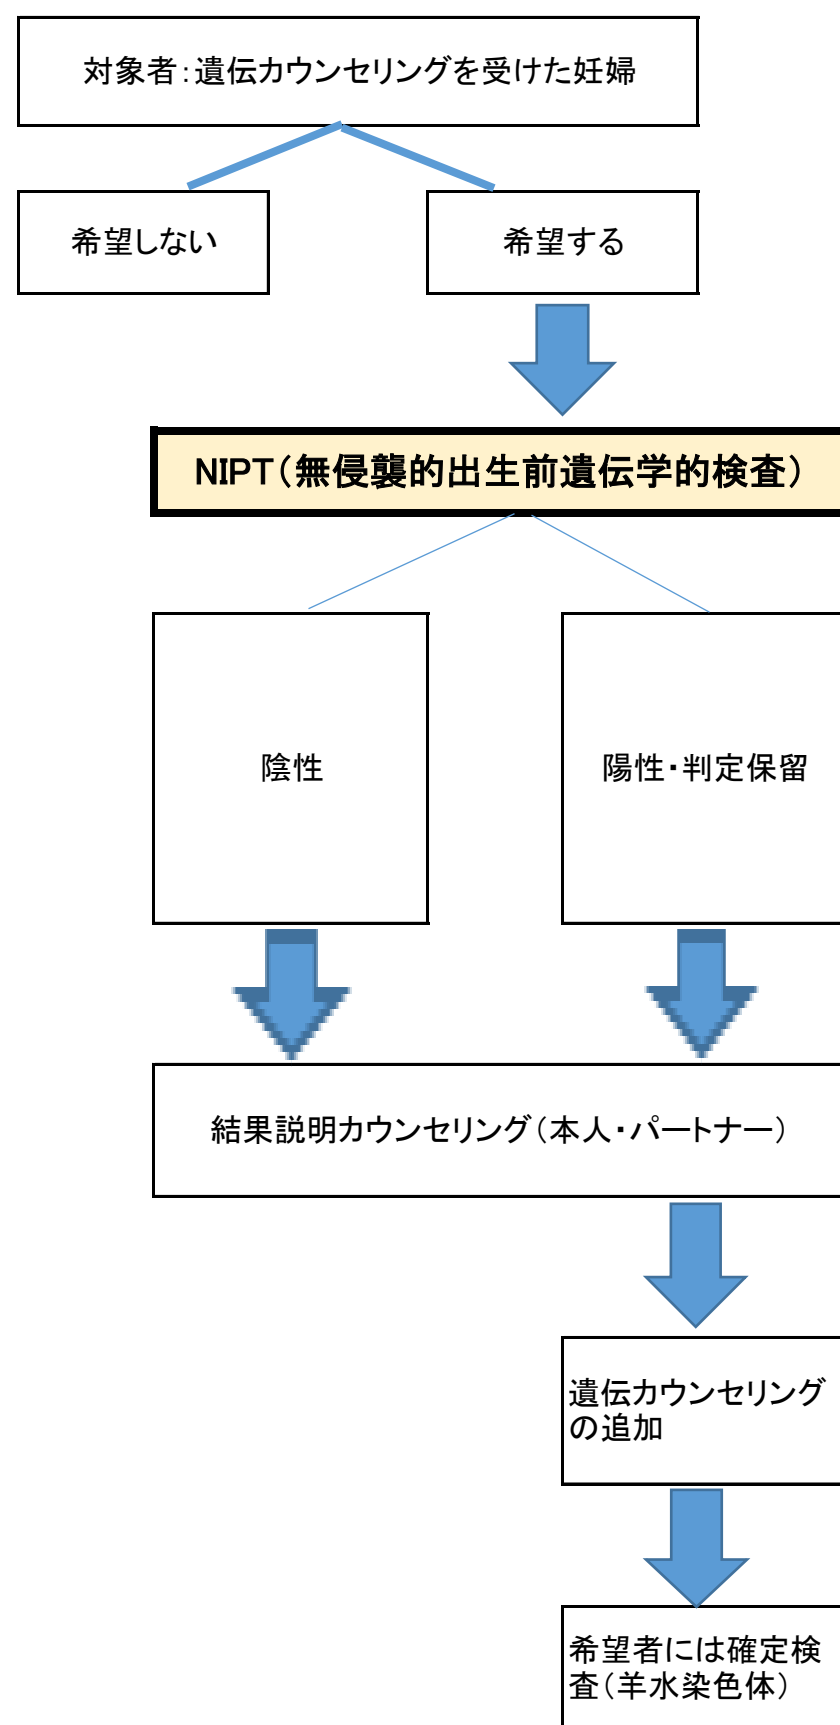 対象者：遺伝カウンセリングを受けた妊婦
希望しない
希望する
NIPT（無侵襲的出生前遺伝学的検査）
陰性
陽性・判定保留
結果説明カウンセリング（本人・パートナー）
遺伝カウンセリング
の追加
希望者には確定検
査（羊水染色体）